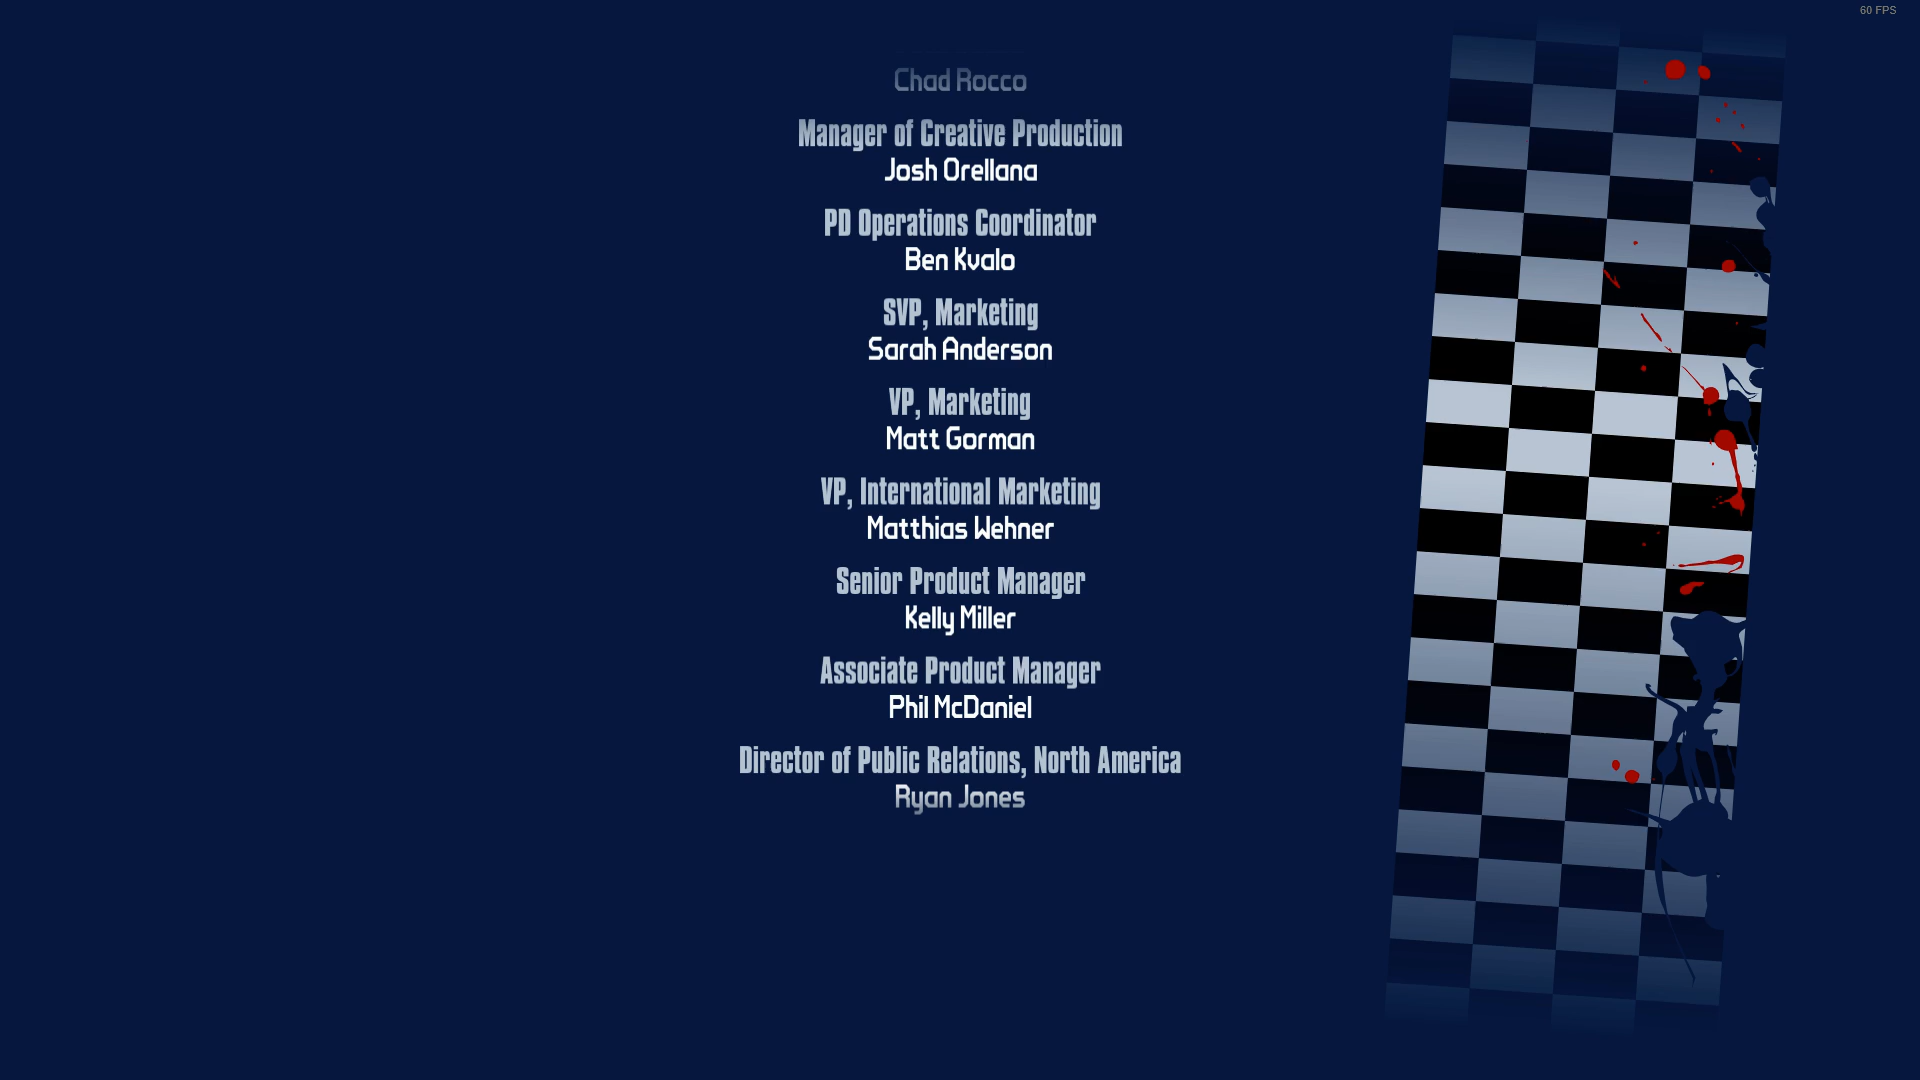 60 FPS
Chad Rocco
Manager of Creative Production
Josh Orellana
PD Operations Coordinator
Ben Kvalo
SVP, Marketing
Sarah Anderson
VP, Marketing
Matt Gorman
VP, International Marketing
Matthias Wehner
Senior Product Manager
Kelly Miller
Associate Product Manager
Phil McDaniel
Director of Public Relations, North America
Ryan Jones